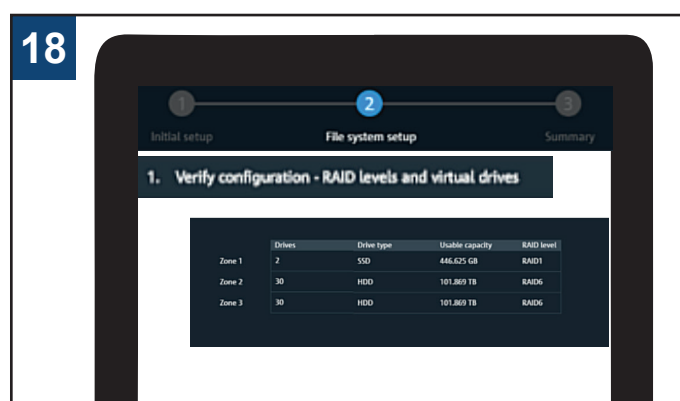 18
1 2 3
Initial setup File system setup Summary
1. Verify configuration - RAID levels and virtual drives
Drives Drive type Usable capacity RAID level
Zone 1 2 SSD 446.625 GB RAID1
Zone 2 30 HDD 101.869 TB RAID6
Zone 3 30 HDD 101.869 TB RAID6